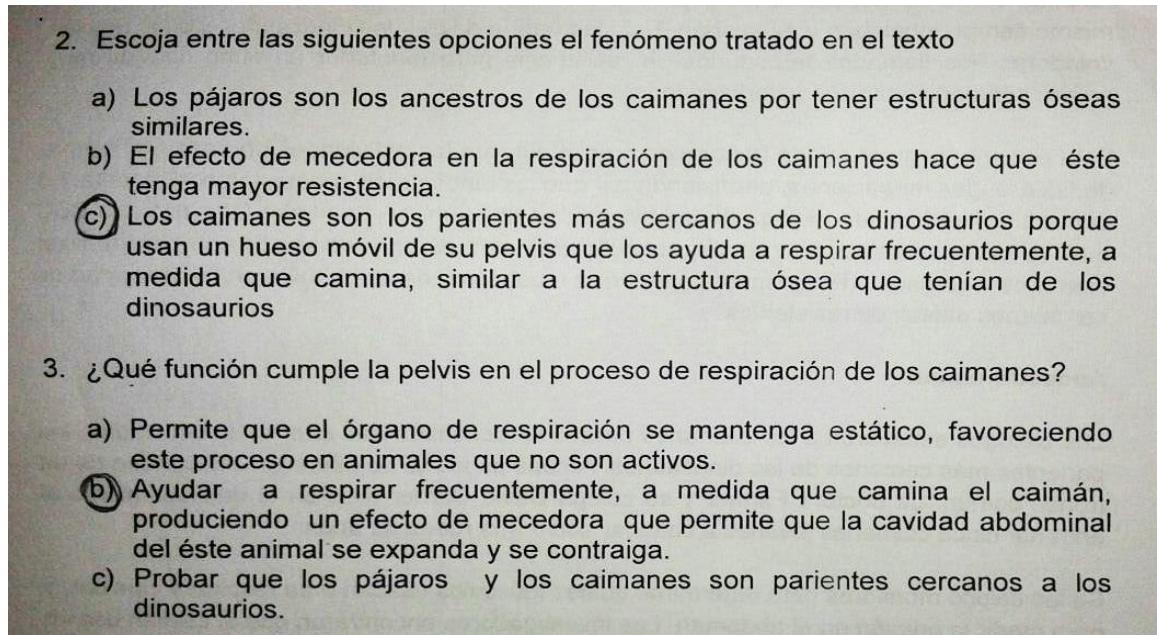 2. Escoja entre las siguientes opciones el fenómeno tratado en el texto
a) Los pájaros son los ancestros de los caimanes por tener estructuras óseas
similares.
b) El efecto de mecedora en la respiración de los caimanes hace que éste
tenga mayor resistencia.
c) Los caimanes son los parientes más cercanos de los dinosaurios porque
usan un hueso móvil de su pelvis que los ayuda a respirar frecuentemente, a
medida que camina, similar a la estructura ósea que tenían de los
dinosaurios
3. ¿Qué función cumple la pelvis en el proceso de respiración de los caimanes?
a) Permite que el órgano de respiración se mantenga estático, favoreciendo
este proceso en animales que no son activos.
b) Ayudar a respirar frecuentemente, a medida que camina el caimán,
produciendo un efecto de mecedora que permite que la cavidad abdominal
del éste animal se expanda y se contraiga.
c) Probar que los pájaros y los caimanes son parientes cercanos a los
dinosaurios.